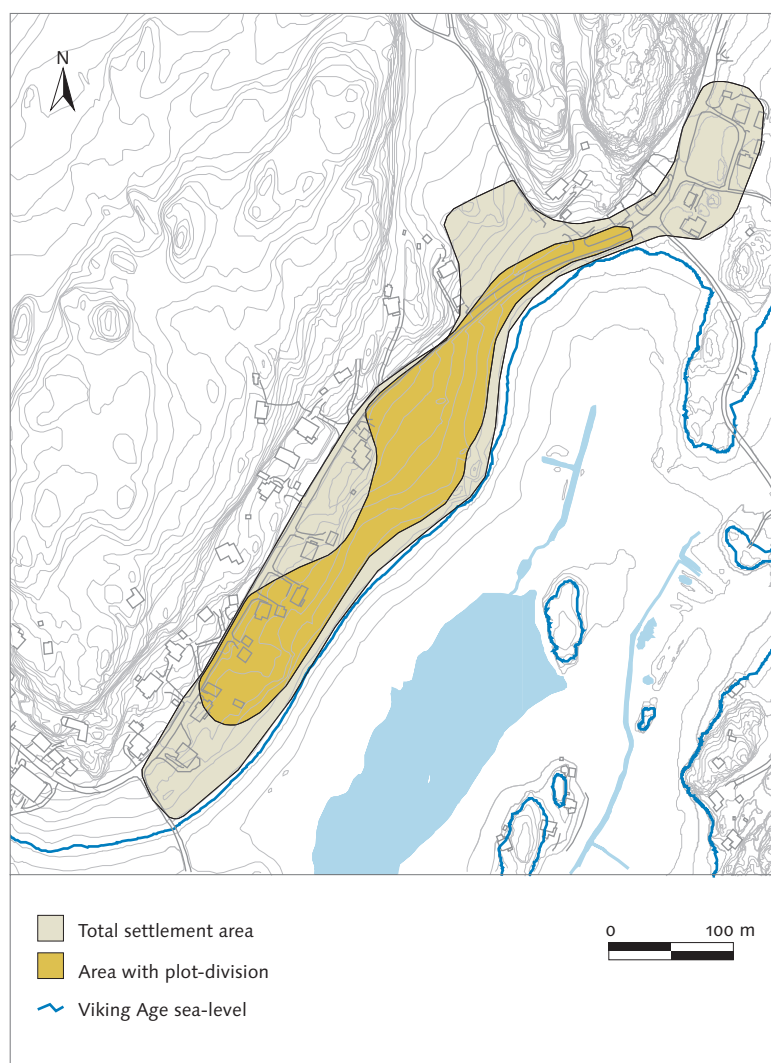 N
Total settlement area
Area with plot-division
Viking Age sea-level
0 100 m